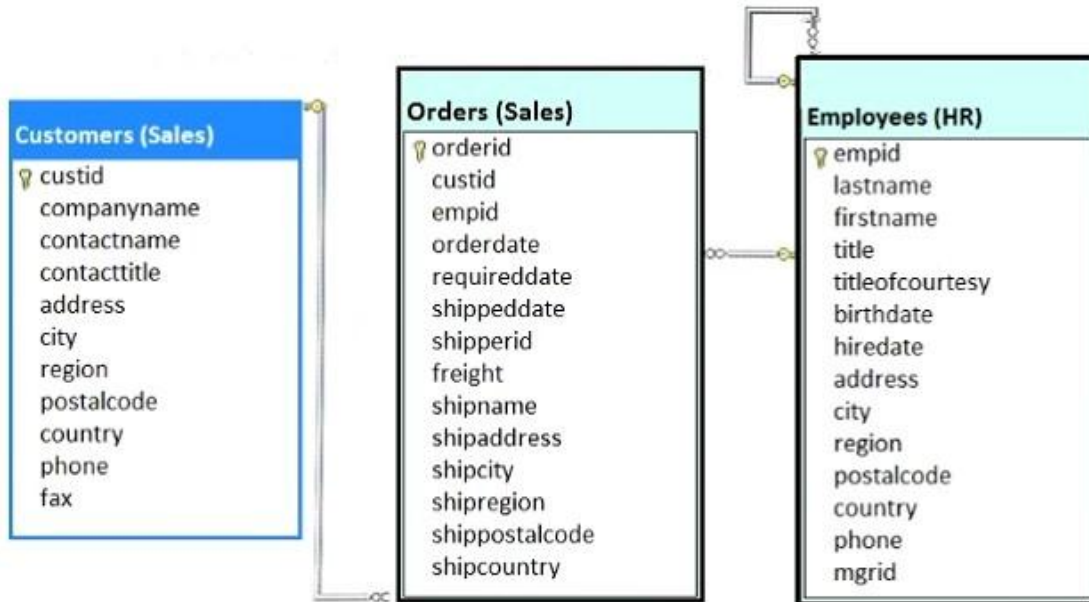 Customers (Sales)
custid
companyname
contactname
contacttitle
address
city
region
postalcode
country
phone
fax
Orders (Sales)
orderid
custid
empid
orderdate
requireddate
shippeddate
shipperid
freight
shipname
shipaddress
shipcity
shipregion
shippostalcode
shipcountry
Employees (HR)
empid
lastname
firstname
title
titleofcourtesy
birthdate
hiredate
address
city
region
postalcode
country
phone
mgrid